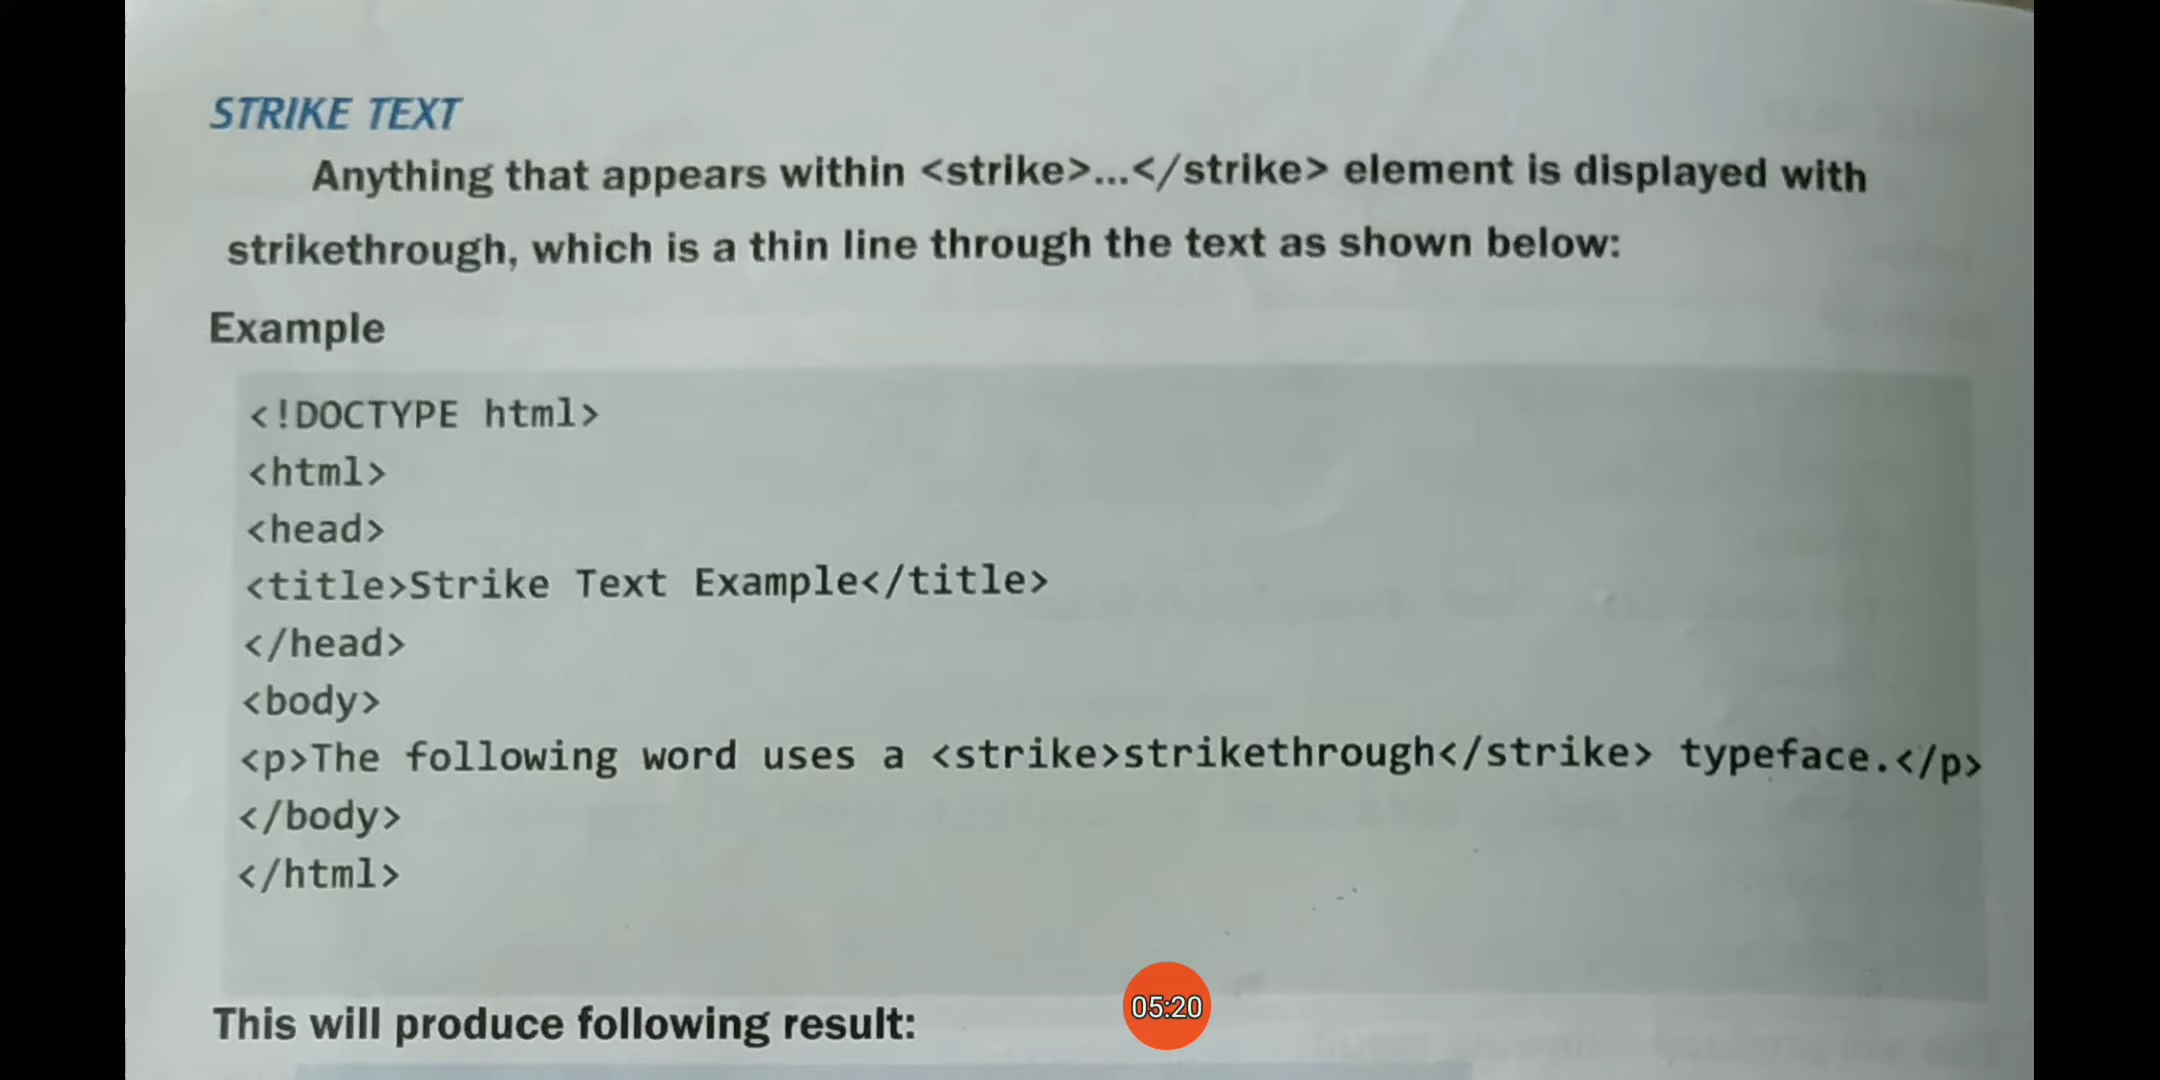 STRIKE TEXT
Anything that appears within <strike>...</strike> element is displayed with
strikethrough, which is a thin line through the text as shown below:
Example
<!DOCTYPE html>
<html>
<head>
<title>Strike Text Example</title>
</head>
<body>
<p>The following word uses a <strike>strikethrough</strike> typeface.</p>
</body>
</html>
This will produce following result:
05:20